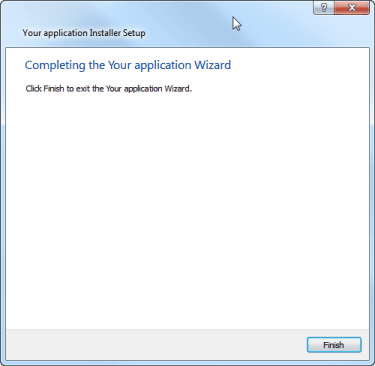 ?
Your application Installer Setup
Completing the Your application Wizard
Click Finish to exit the Your application Wizard.
Finish